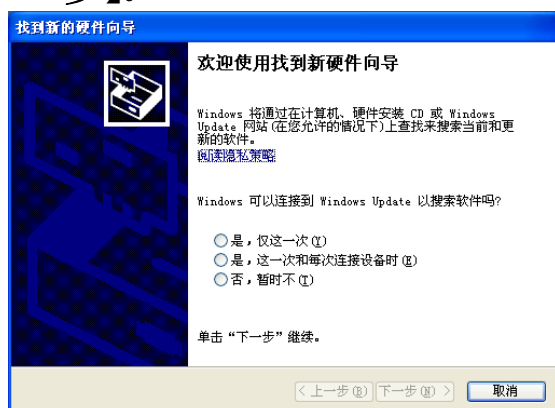 找到新的硬件向导
欢迎使用找到新硬件向导
Windows 将通过在计算机、硬件安装 CD 或 Windows
Update 网站(在您允许的情况下)上查找来搜索当前和更
新的软件。
阅读隐私策略
Windows 可以连接到 Windows Update 以搜索软件吗?
是，仅这一次(Y)
是，这一次和每次连接设备时(E)
否，暂时不(T)
单击“下一步”继续。
< 上一步(B) 下一步(N) > 取消